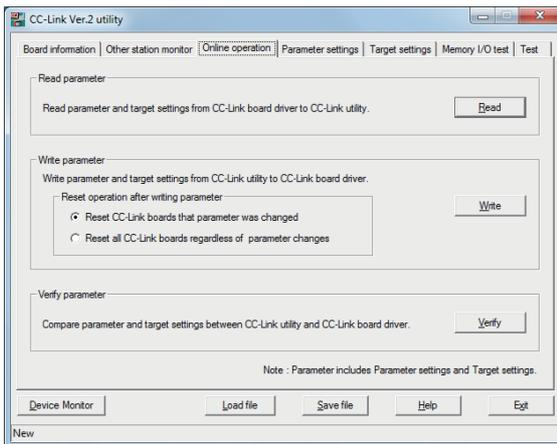 CC-Link Ver.2 utility
Board information Other station monitor Online operation Parameter settings Target settings Memory I/O test Test
Read parameter
Read parameter and target settings from CC-Link board driver to CC-Link utility.
Read
Write parameter
Write parameter and target settings from CC-Link utility to CC-Link board driver.
Reset operation after writing parameter
Reset CC-Link boards that parameter was changed
Write
Reset all CC-Link boards regardless of parameter changes
Verify parameter
Compare parameter and target settings between CC-Link utility and CC-Link board driver.
Verify
Note : Parameter includes Parameter settings and Target settings.
Device Monitor Load file Save file Help Exit
New